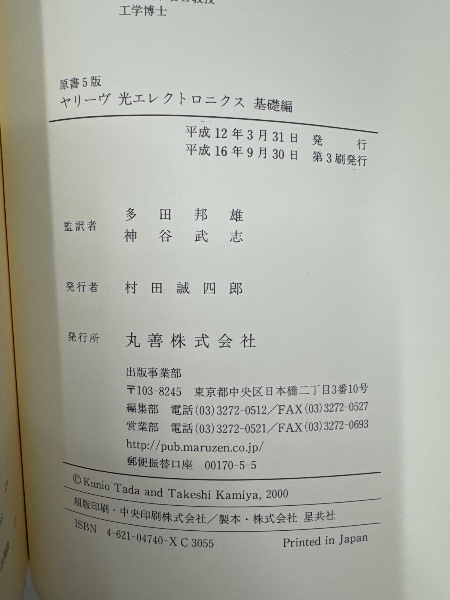 工学博士
原書5版
ヤリーヴ 光エレクトロニクス 基礎編
平成12年3月31日 発 行
平成16年9月30日 第3刷発行
監訳者 多田邦雄
神谷武志
発行者 村田誠四郎
発行所 丸善株式会社
出版事業部
〒103-8245 東京都中央区日本橋二丁目3番10号
編集部 電話(03)3272-0512/FAX(03)3272-0527
営業部 電話(03)3272-0521/FAX(03)3272-0693
http://pub.maruzen.co.jp/
郵便振替口座 00170-5-5
©Kunio Tada and Takeshi Kamiya, 2000
組版印刷・中央印刷株式会社/製本・株式会社 星共社
ISBN 4-621-04740-X C 3055 Printed in Japan